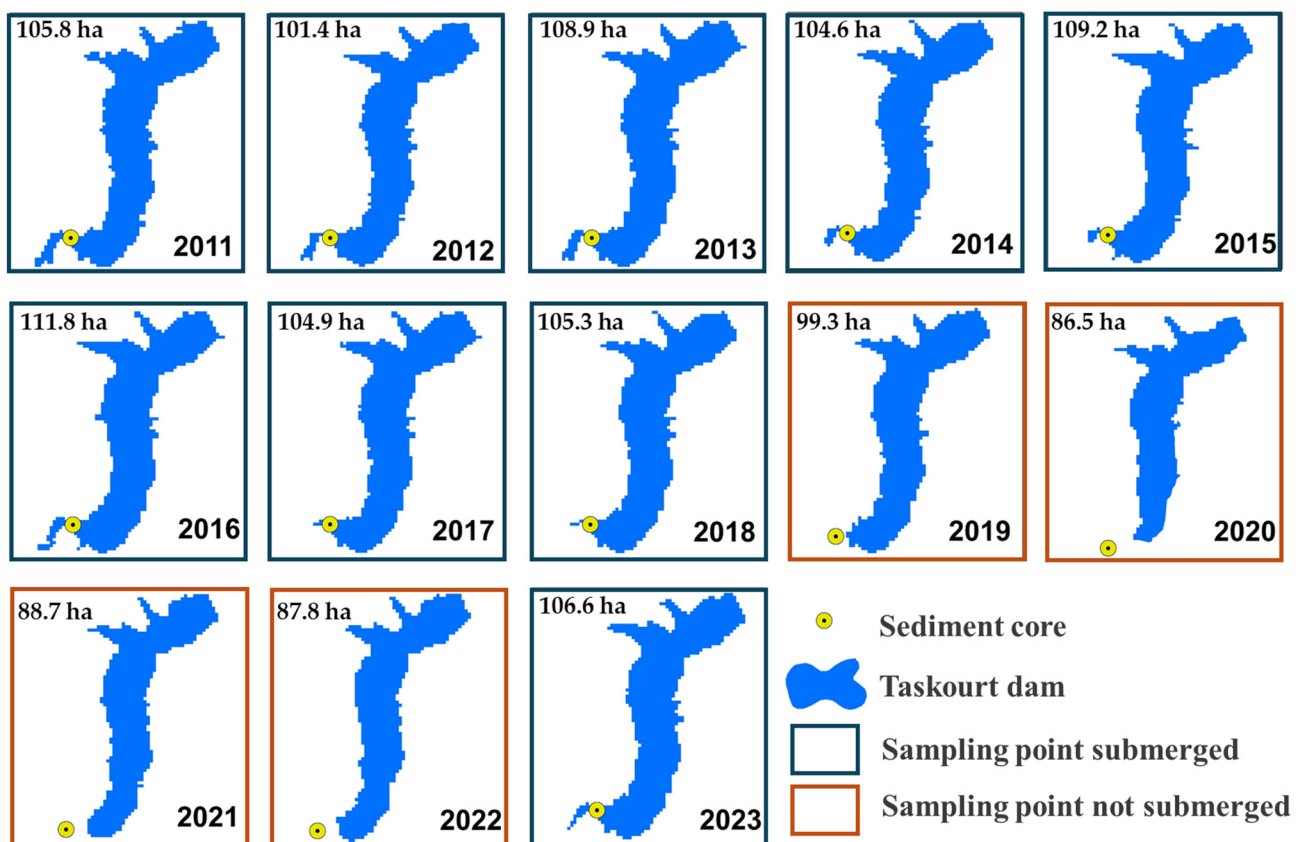 105.8 ha
2011
101.4 ha
2012
108.9 ha
2013
104.6 ha
2014
109.2 ha
2015
111.8 ha
2016
104.9 ha
2017
105.3 ha
2018
99.3 ha
2019
86.5 ha
2020
88.7 ha
2021
87.8 ha
2022
106.6 ha
2023
Sediment core
Taskourt dam
Sampling point submerged
Sampling point not submerged